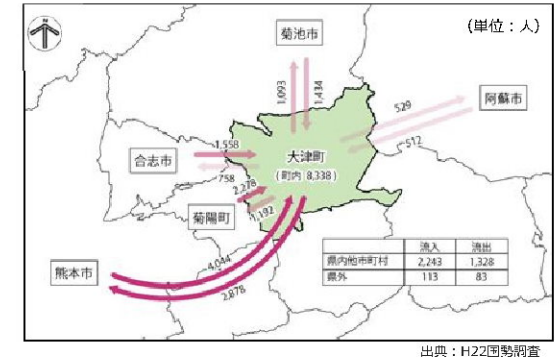 (単位：人)
菊池市
1,093
1,434
529
512
阿蘇市
合志市
1,558
758
大津町
(町内 8,338)
菊陽町
2,278
1,192
熊本市
4,044
2,878
流入 流出
県内他市町村 2,243 1,328
県外 113 83
出典：H22国勢調査